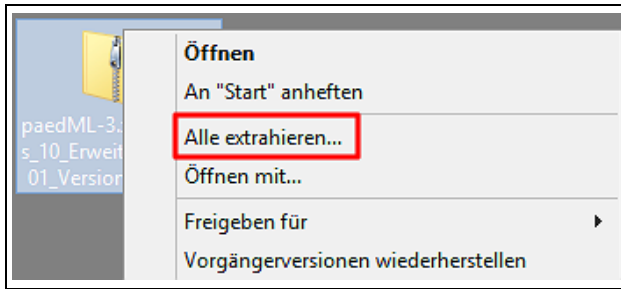 Öffnen
An "Start" anheften
Alle extrahieren...
Öffnen mit...
Freigeben für
Vorgängerversionen wiederherstellen
paedML-3.
s_10_Erweit
01_Version